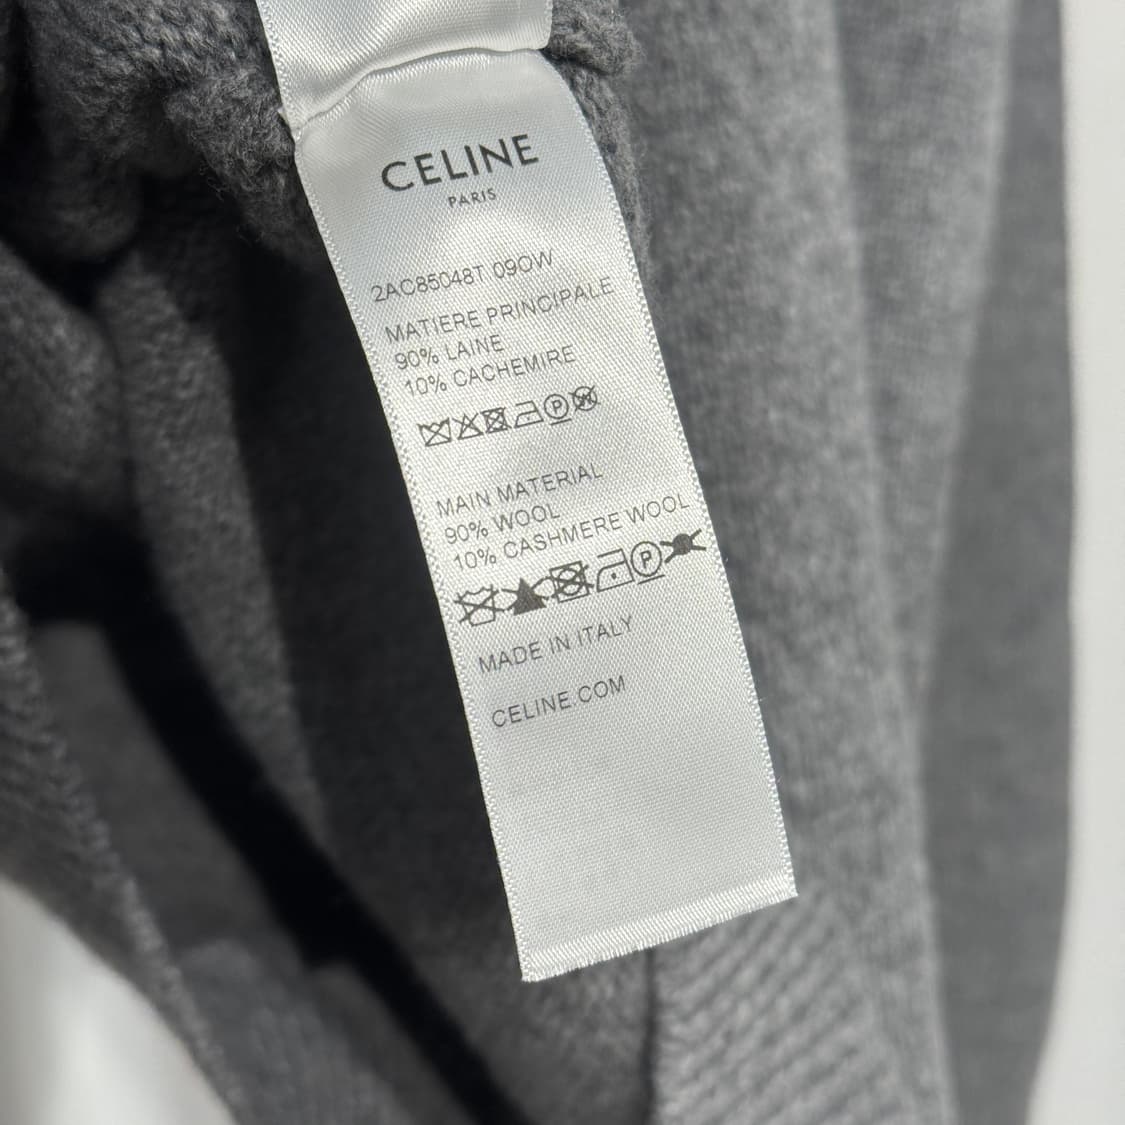 CELINE
PARIS
2AC85048T 09OW
MATIERE PRINCIPALE
90% LAINE
10% CACHEMIRE
P W
MAIN MATERIAL
90% WOOL
10% CASHMERE WOOL
P
MADE IN ITALY
CELINE.COM